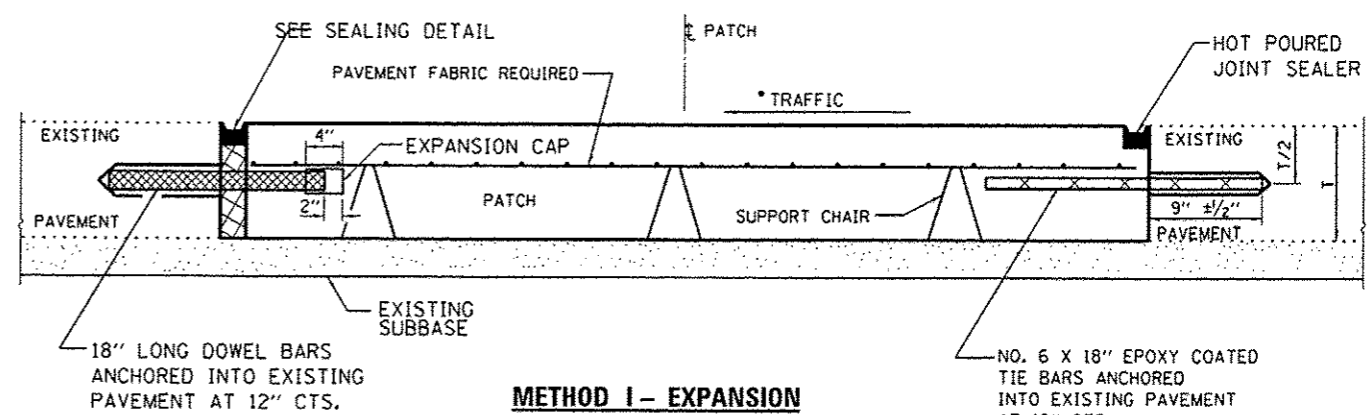 SEE SEALING DETAIL
℄ PATCH
HOT POURED
JOINT SEALER
PAVEMENT FABRIC REQUIRED
* TRAFFIC
EXISTING
4"
EXPANSION CAP
EXISTING
T/2
T
2"
PATCH
SUPPORT CHAIR
9" ±1/2"
PAVEMENT
PAVEMENT
EXISTING
SUBBASE
18" LONG DOWEL BARS
ANCHORED INTO EXISTING
PAVEMENT AT 12" CTS.
METHOD I - EXPANSION
NO. 6 X 18" EPOXY COATED
TIE BARS ANCHORED
INTO EXISTING PAVEMENT